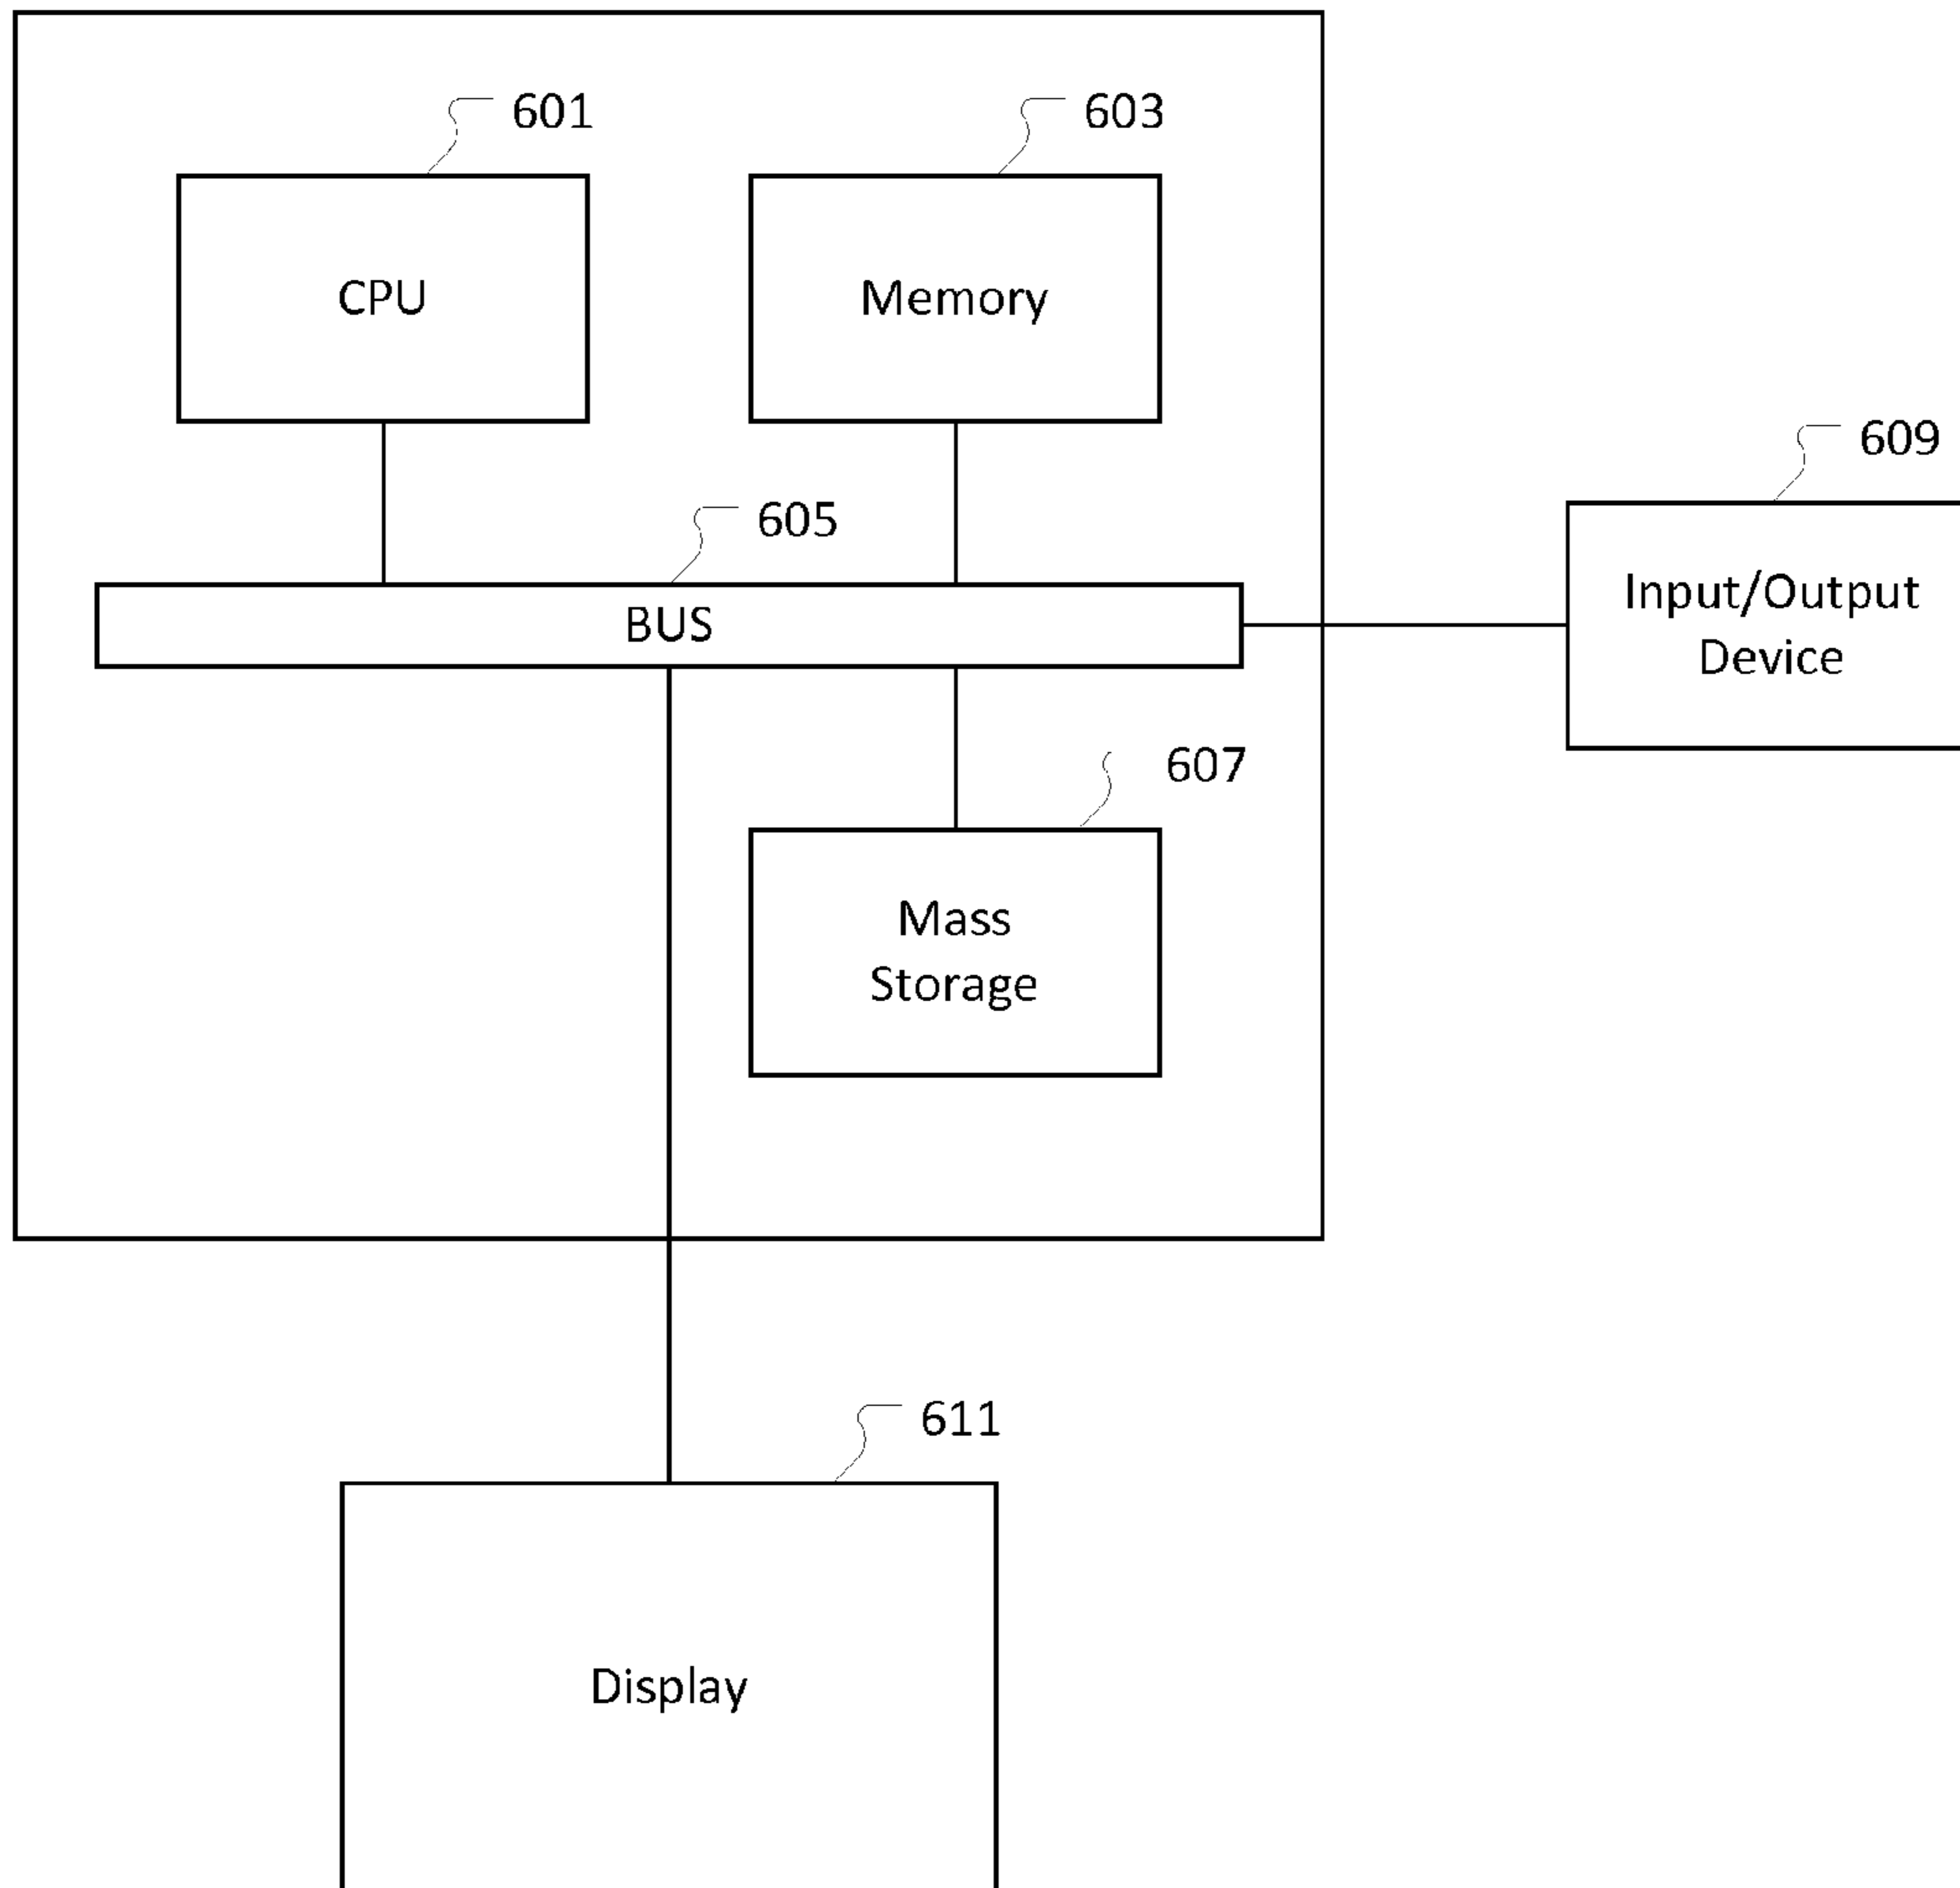 601
603
CPU
Memory
609
605
Input/Output
Device
BUS
607
Mass
Storage
611
Display